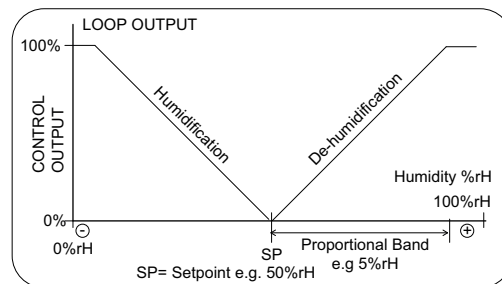 LOOP OUTPUT
100%
CONTROL
OUTPUT
Humidification
De-humidification
Humidity %rH
100%rH
0%
-
0%rH
SP
Proportional Band
e.g 5%rH
+
SP= Setpoint e.g. 50%rH